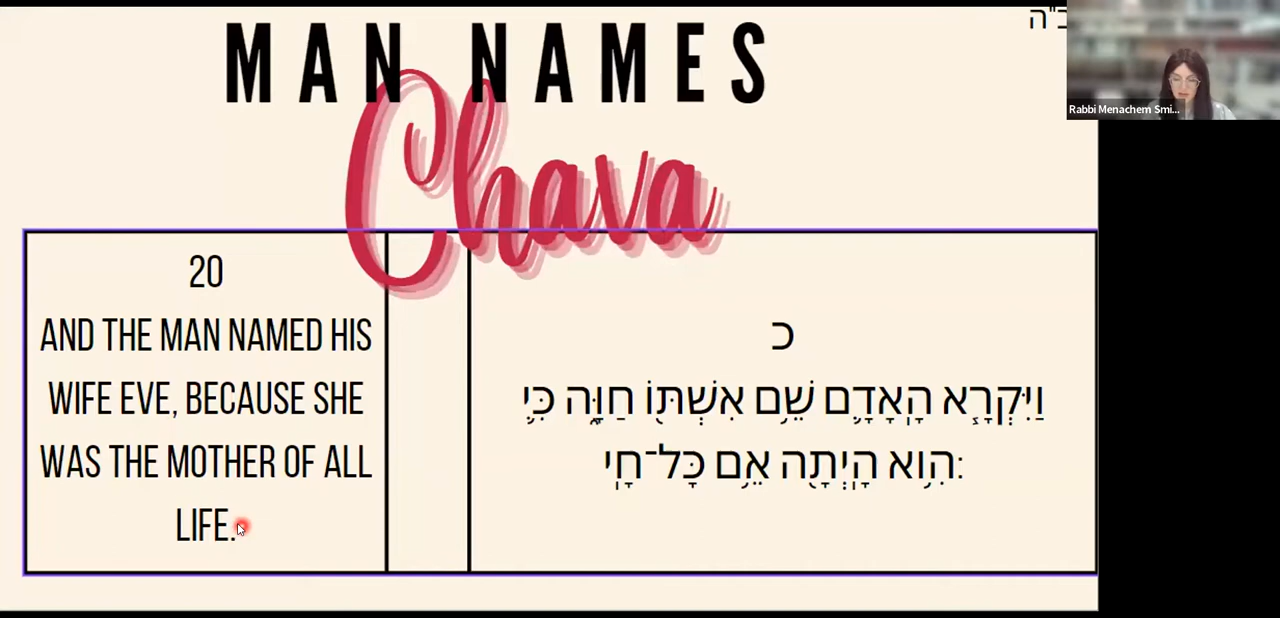 MAN NAMES
Chava
ב"ה
Rabbi Menachem Smi...
20
AND THE MAN NAMED HIS
WIFE EVE, BECAUSE SHE
WAS THE MOTHER OF ALL
LIFE.
כ
וַיִּקְרָ֧א הָֽאָדָ֛ם שֵׁ֥ם אִשְׁתּ֖וֹ חַוָּ֑ה כִּ֛י
הִ֥וא הָֽיְתָ֖ה אֵ֥ם כָּל־חָֽי: